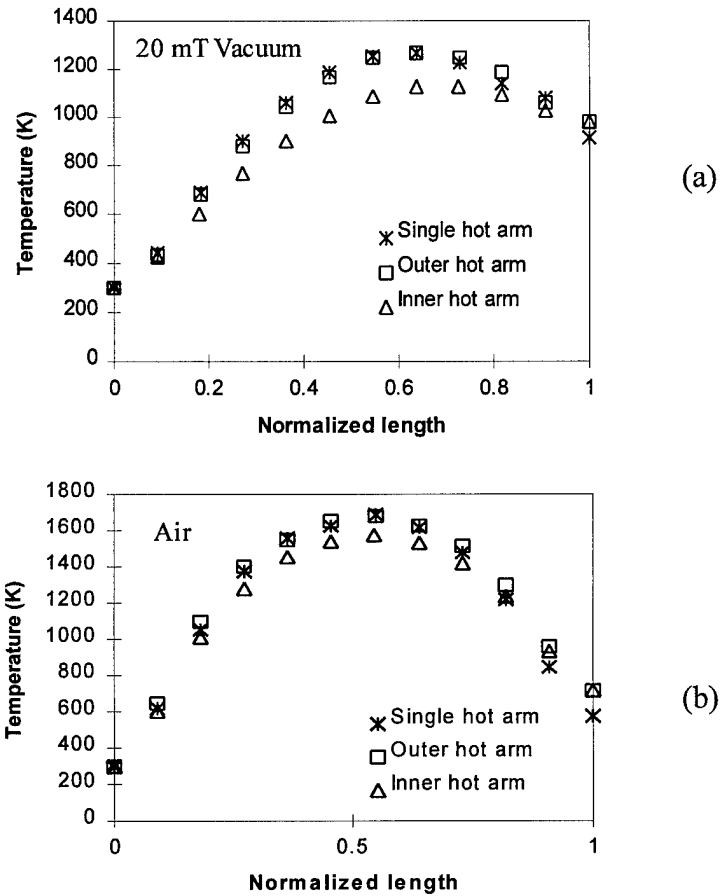 1400
20 mT Vacuum
1200
1000
(a)
800
Temperature (K)
600
Single hot arm
Outer hot arm
400
Inner hot arm
200
0
0 0.2 0.4 0.6 0.8 1
Normalized length
1800
1600
Air
1400
1200
Temperature (K)
1000
800
(b)
600
Single hot arm
400
Outer hot arm
200
Inner hot arm
0
0 0.5 1
Normalized length